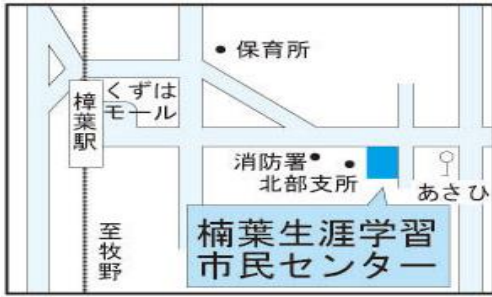 保育所
くずは
モール
樟葉駅
消防署
北部支所
あさひ
至牧野
楠葉生涯学習
市民センター